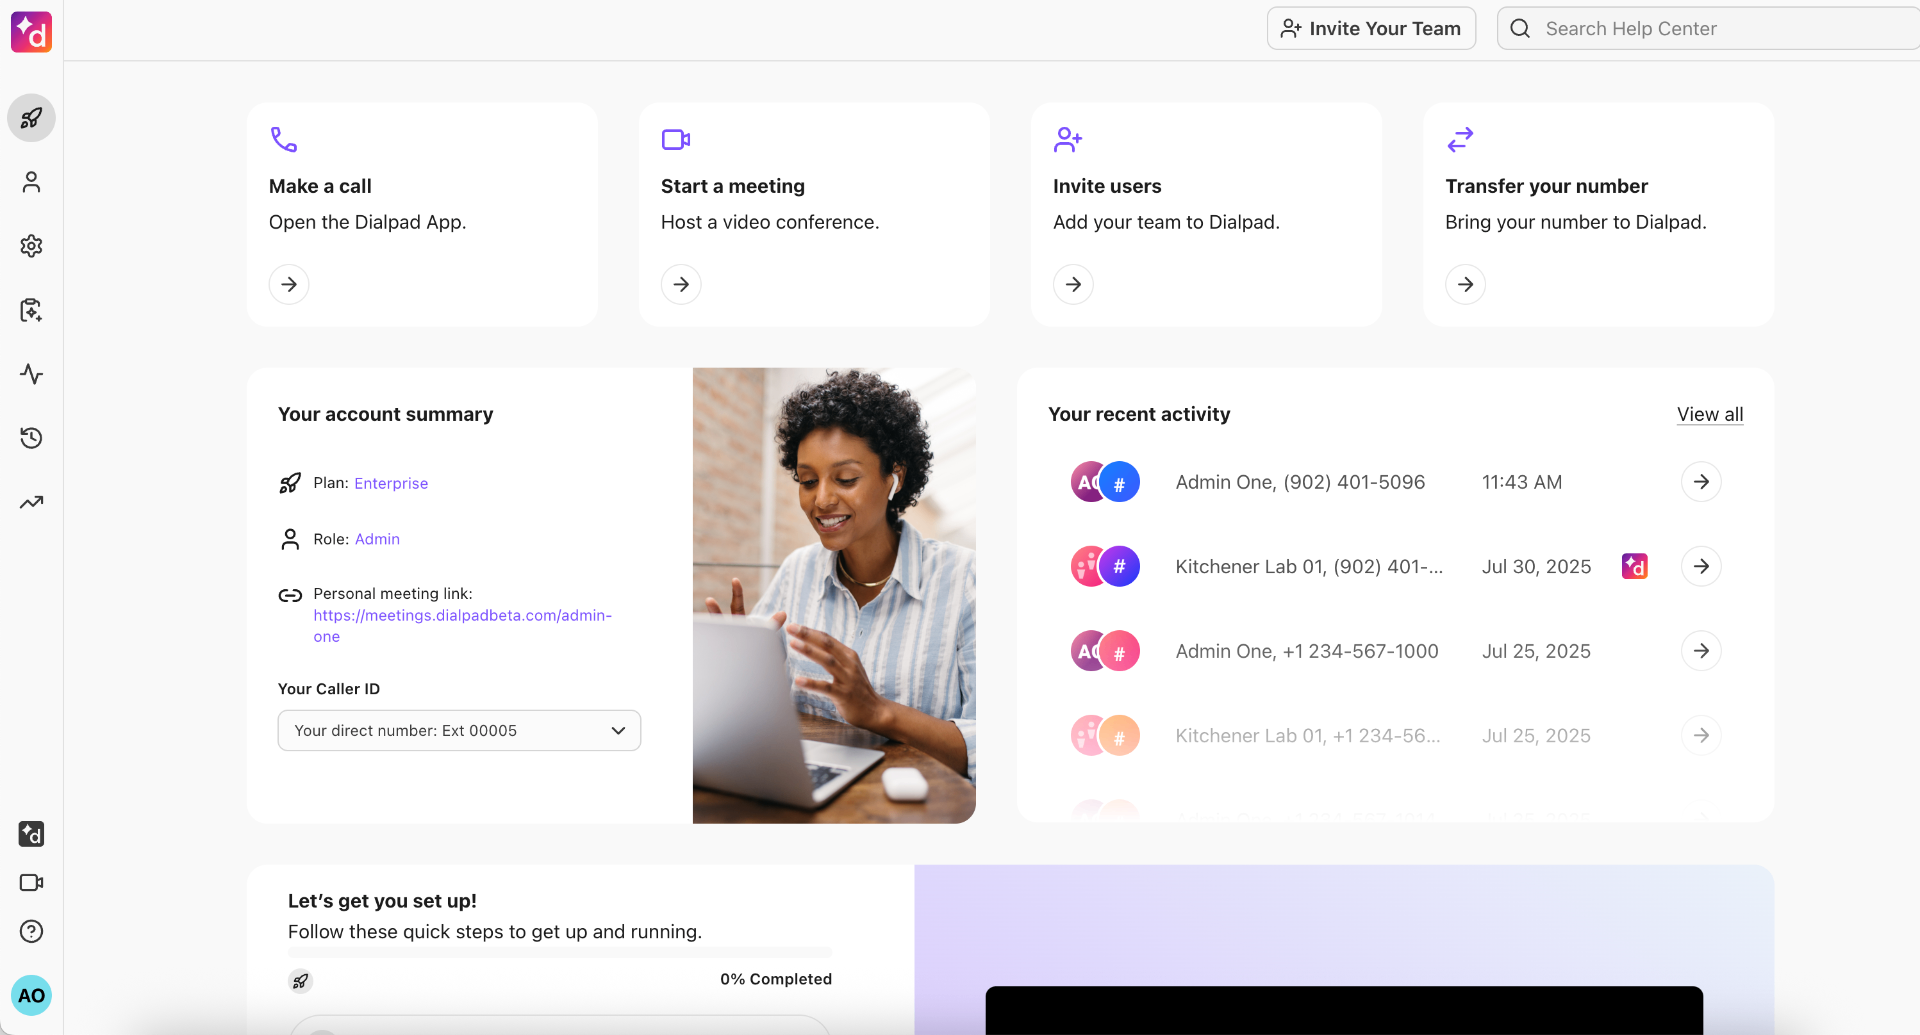 Invite Your Team
Search Help Center
Make a call
Open the Dialpad App.
Start a meeting
Host a video conference.
Invite users
Add your team to Dialpad.
Transfer your number
Bring your number to Dialpad.
Your account summary
Plan: Enterprise
Role: Admin
Personal meeting link:
https://meetings.dialpadbeta.com/admin-
one
Your Caller ID
Your direct number: Ext 00005
Your recent activity
View all
# Admin One, (902) 401-5096 11:43 AM
# Kitchener Lab 01, (902) 401-... Jul 30, 2025
# Admin One, +1 234-567-1000 Jul 25, 2025
# Kitchener Lab 01, +1 234-56... Jul 25, 2025
Let’s get you set up!
Follow these quick steps to get up and running.
0% Completed
AO